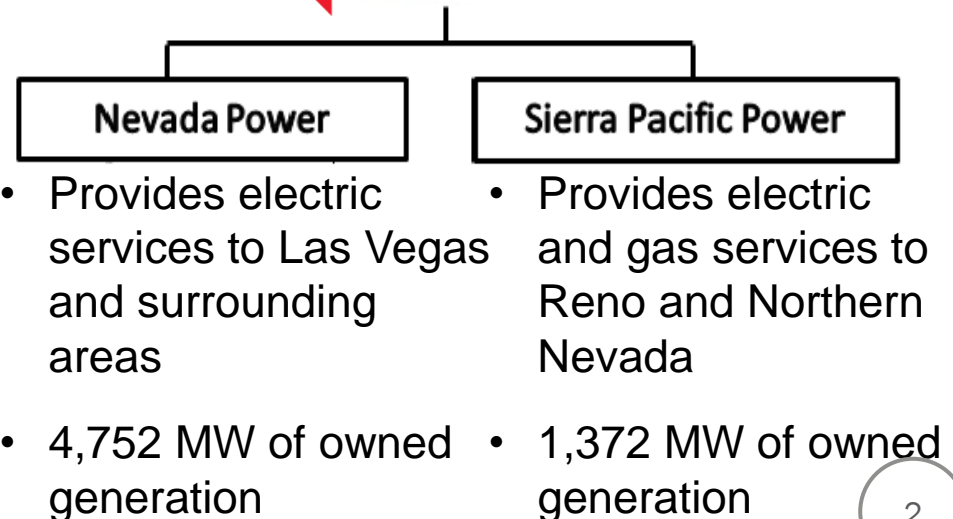 Nevada Power
• Provides electric
services to Las Vegas
and surrounding
areas
• 4,752 MW of owned
generation
Sierra Pacific Power
• Provides electric
and gas services to
Reno and Northern
Nevada
• 1,372 MW of owned
generation
2